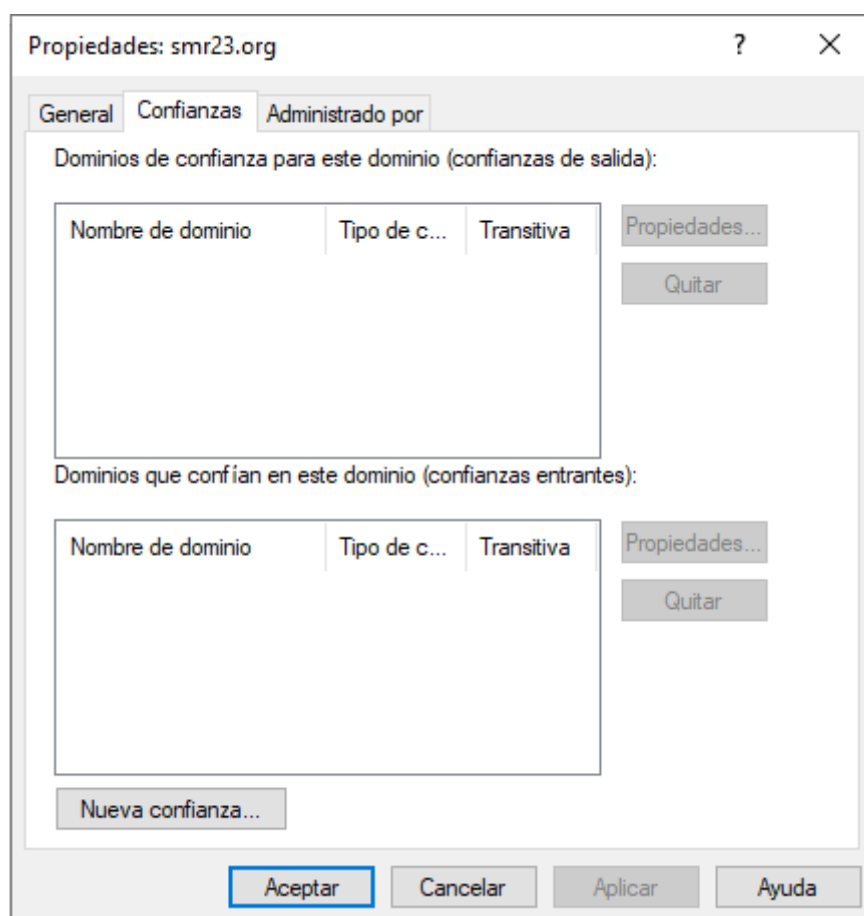 Propiedades: smr23.org ? ×
General Confianzas Administrado por
Dominios de confianza para este dominio (confianzas de salida):
Nombre de dominio Tipo de c... Transitiva Propiedades...
Quitar
Dominios que confían en este dominio (confianzas entrantes):
Nombre de dominio Tipo de c... Transitiva Propiedades...
Quitar
Nueva confianza...
Aceptar Cancelar Aplicar Ayuda